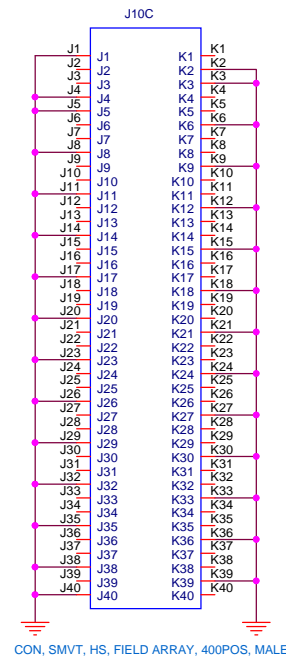 J10C
J1 J1 K1 K1
J2 J2 K2 K2
J3 J3 K3 K3
J4 J4 K4 K4
J5 J5 K5 K5
J6 J6 K6 K6
J7 J7 K7 K7
J8 J8 K8 K8
J9 J9 K9 K9
J10 J10 K10 K10
J11 J11 K11 K11
J12 J12 K12 K12
J13 J13 K13 K13
J14 J14 K14 K14
J15 J15 K15 K15
J16 J16 K16 K16
J17 J17 K17 K17
J18 J18 K18 K18
J19 J19 K19 K19
J20 J20 K20 K20
J21 J21 K21 K21
J22 J22 K22 K22
J23 J23 K23 K23
J24 J24 K24 K24
J25 J25 K25 K25
J26 J26 K26 K26
J27 J27 K27 K27
J28 J28 K28 K28
J29 J29 K29 K29
J30 J30 K30 K30
J31 J31 K31 K31
J32 J32 K32 K32
J33 J33 K33 K33
J34 J34 K34 K34
J35 J35 K35 K35
J36 J36 K36 K36
J37 J37 K37 K37
J38 J38 K38 K38
J39 J39 K39 K39
J40 J40 K40 K40
CON, SMVT, HS, FIELD ARRAY, 400POS, MALE